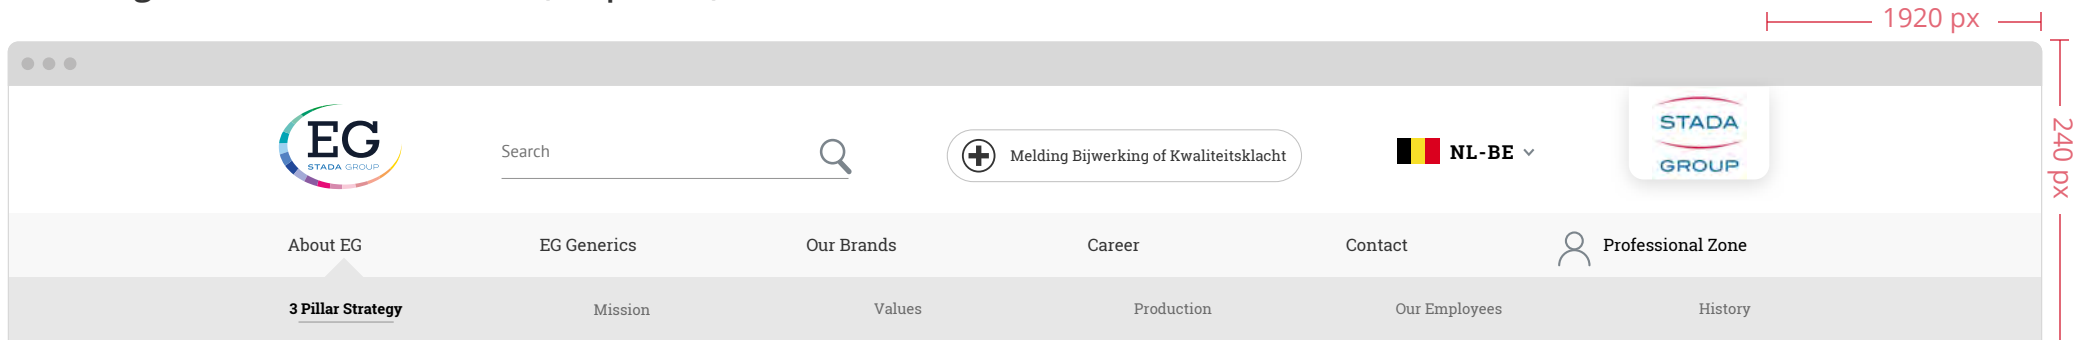 1920 px
240 px
EG
STADA GROUP
Search
Melding Bijwerking of Kwaliteitsklacht
NL-BE
STADA
GROUP
About EG
EG Generics
Our Brands
Career
Contact
Professional Zone
3 Pillar Strategy
Mission
Values
Production
Our Employees
History